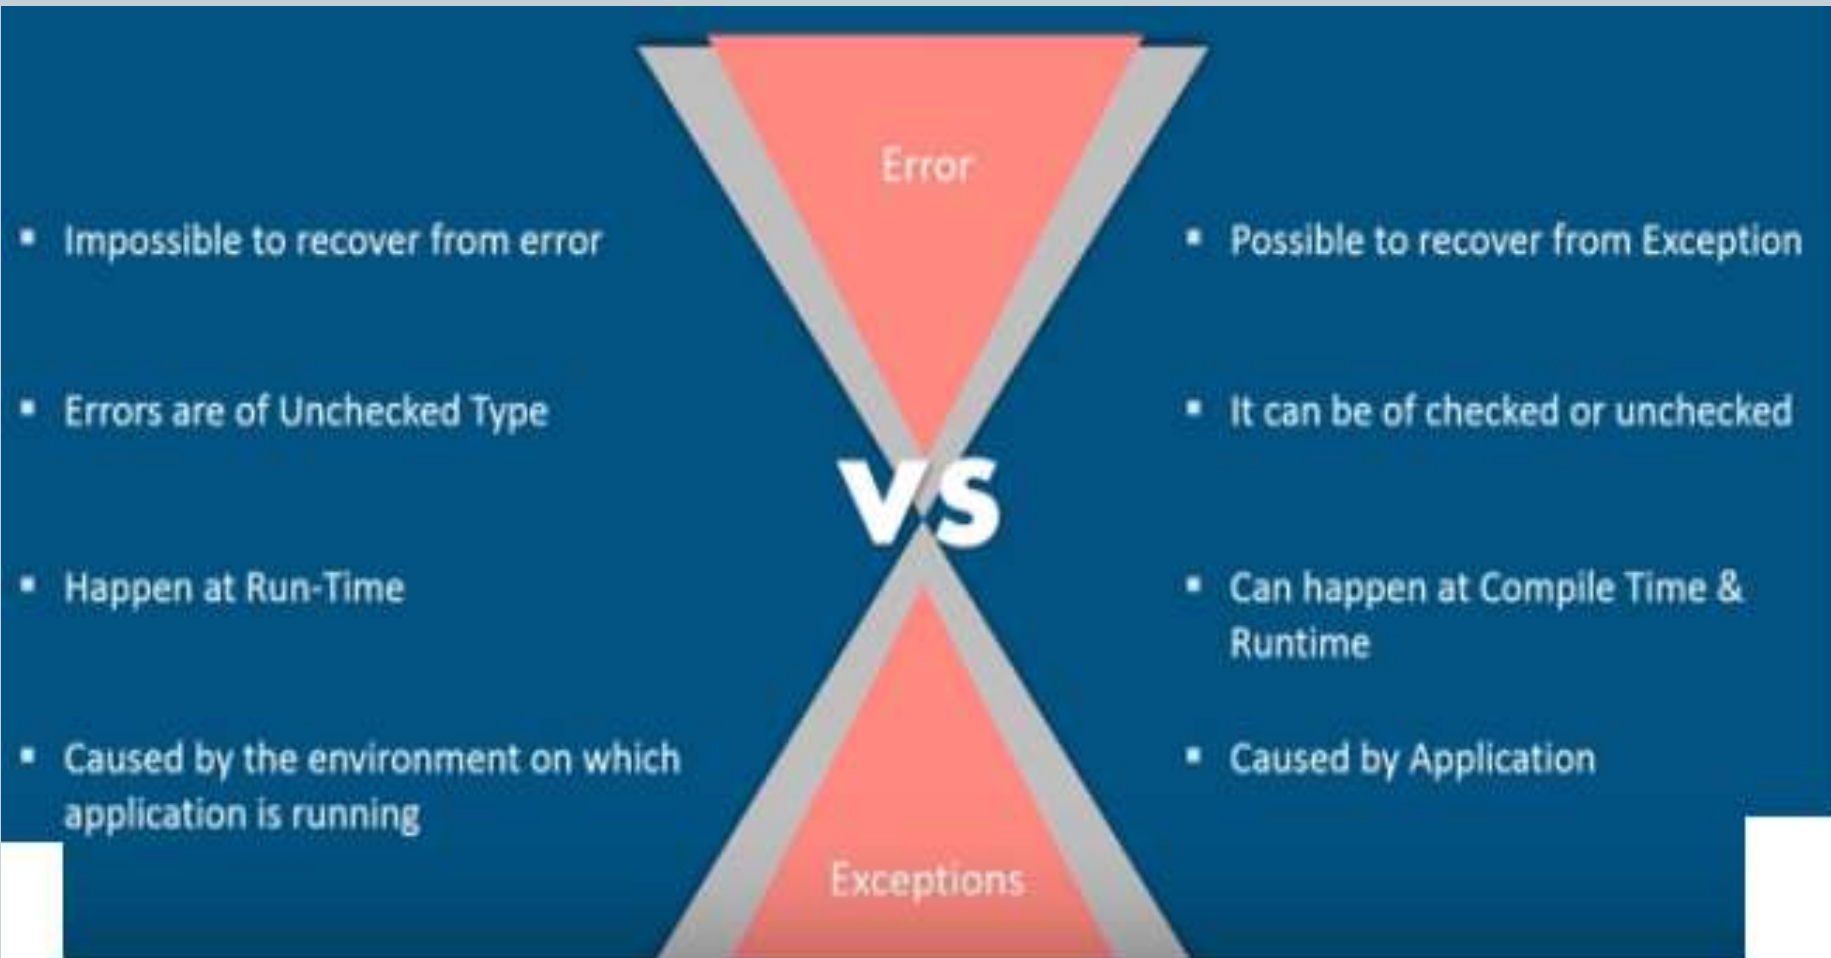 Error
▪ Impossible to recover from error
▪ Errors are of Unchecked Type
▪ Happen at Run-Time
▪ Caused by the environment on which
application is running
vs
▪ Possible to recover from Exception
▪ It can be of checked or unchecked
▪ Can happen at Compile Time &
Runtime
▪ Caused by Application
Exceptions